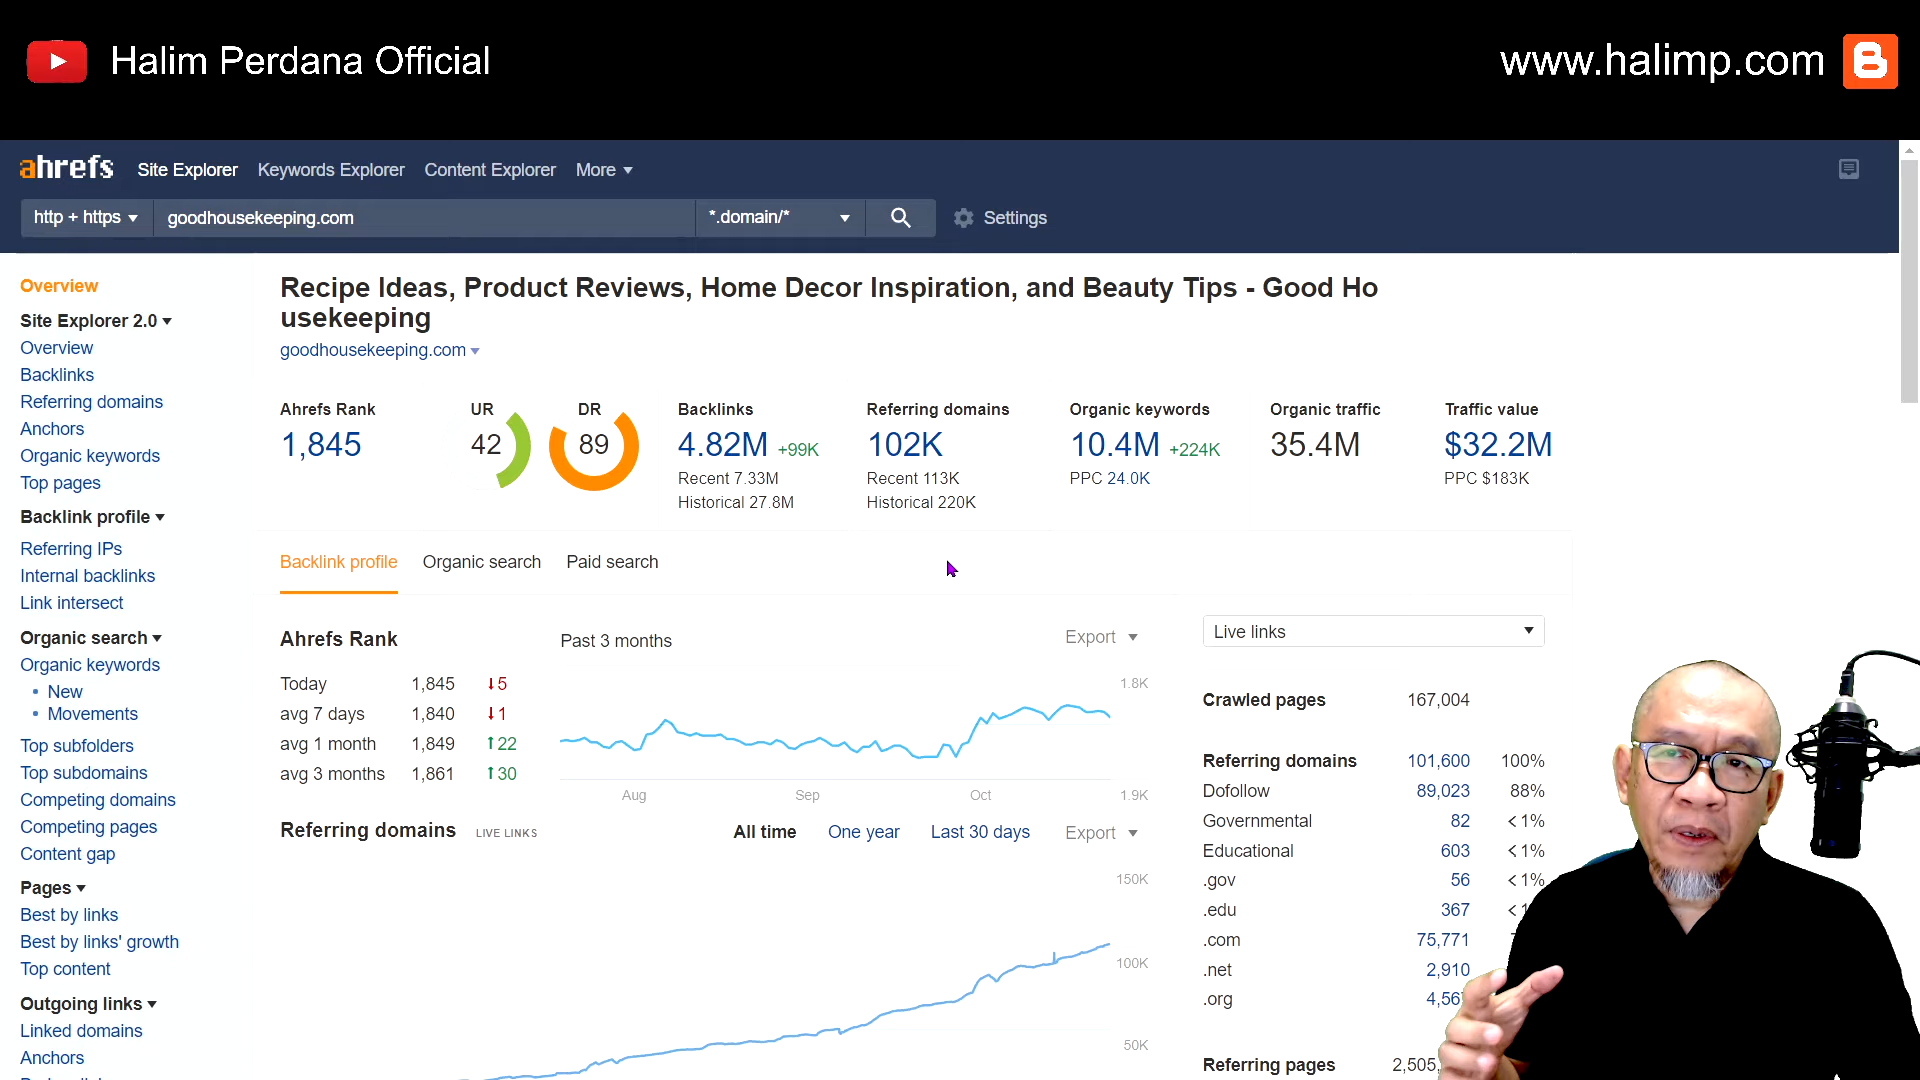 Halim Perdana Official
www.halimp.com
ahrefs Site Explorer Keywords Explorer Content Explorer More
http + https goodhousekeeping.com *.domain/* Settings
Overview
Site Explorer 2.0
Overview
Backlinks
Referring domains
Anchors
Organic keywords
Top pages
Backlink profile
Referring IPs
Internal backlinks
Link intersect
Organic search
Organic keywords
• New
• Movements
Top subfolders
Top subdomains
Competing domains
Competing pages
Content gap
Pages
Best by links
Best by links' growth
Top content
Outgoing links
Linked domains
Anchors
Recipe Ideas, Product Reviews, Home Decor Inspiration, and Beauty Tips - Good Ho
usekeeping
goodhousekeeping.com
Ahrefs Rank UR DR Backlinks Referring domains Organic keywords Organic traffic Traffic value
1,845 42 89 4.82M +99K 102K 10.4M +224K 35.4M $32.2M
Recent 7.33M Recent 113K PPC 24.0K PPC $183K
Historical 27.8M Historical 220K
Backlink profile Organic search Paid search
Ahrefs Rank Past 3 months Export
Today 1,845 ↓5
avg 7 days 1,840 ↓1
avg 1 month 1,849 ↑22
avg 3 months 1,861 ↑30
1.8K
Aug Sep Oct 1.9K
Referring domains LIVE LINKS All time One year Last 30 days Export
150K
100K
50K
Live links
Crawled pages 167,004
Referring domains 101,600 100%
Dofollow 89,023 88%
Governmental 82 <1%
Educational 603 <1%
.gov 56 <1%
.edu 367
.com 75,771
.net 2,910
.org 4,56
Referring pages 2,505,